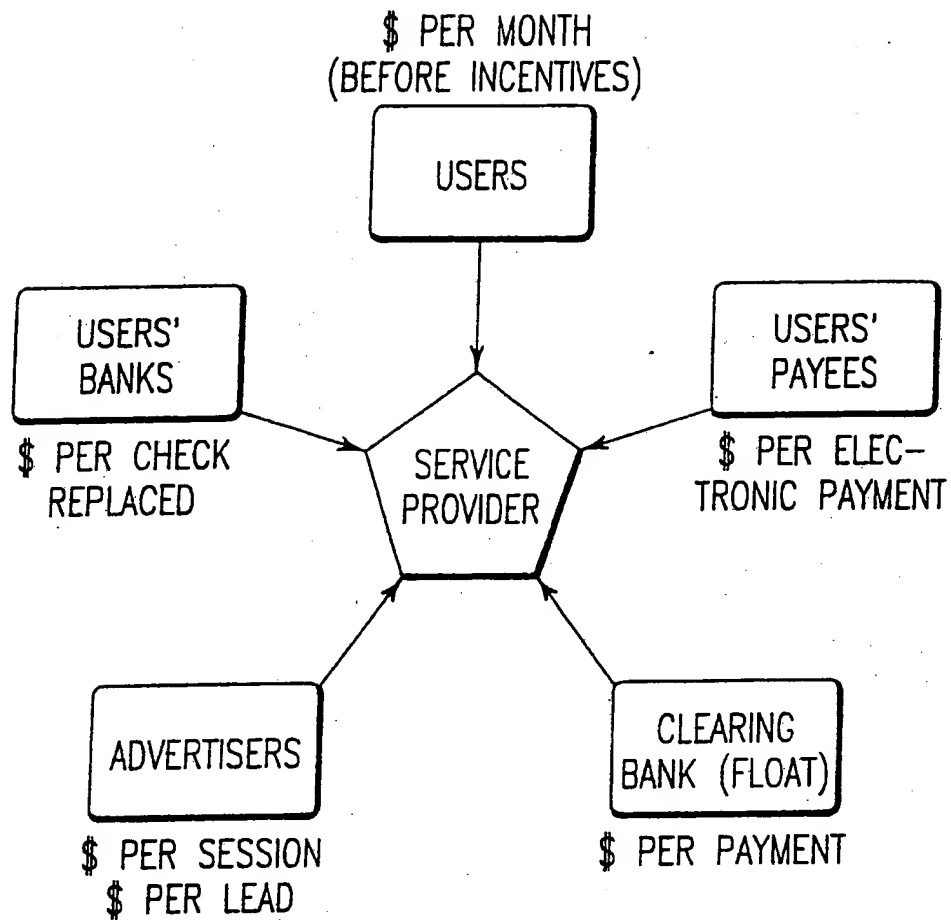 $ PER MONTH
(BEFORE INCENTIVES)
USERS
USERS'
BANKS
$ PER CHECK
REPLACED
USERS'
PAYEES
$ PER ELEC-
TRONIC PAYMENT
SERVICE
PROVIDER
ADVERTISERS
$ PER SESSION
$ PER LEAD
CLEARING
BANK (FLOAT)
$ PER PAYMENT